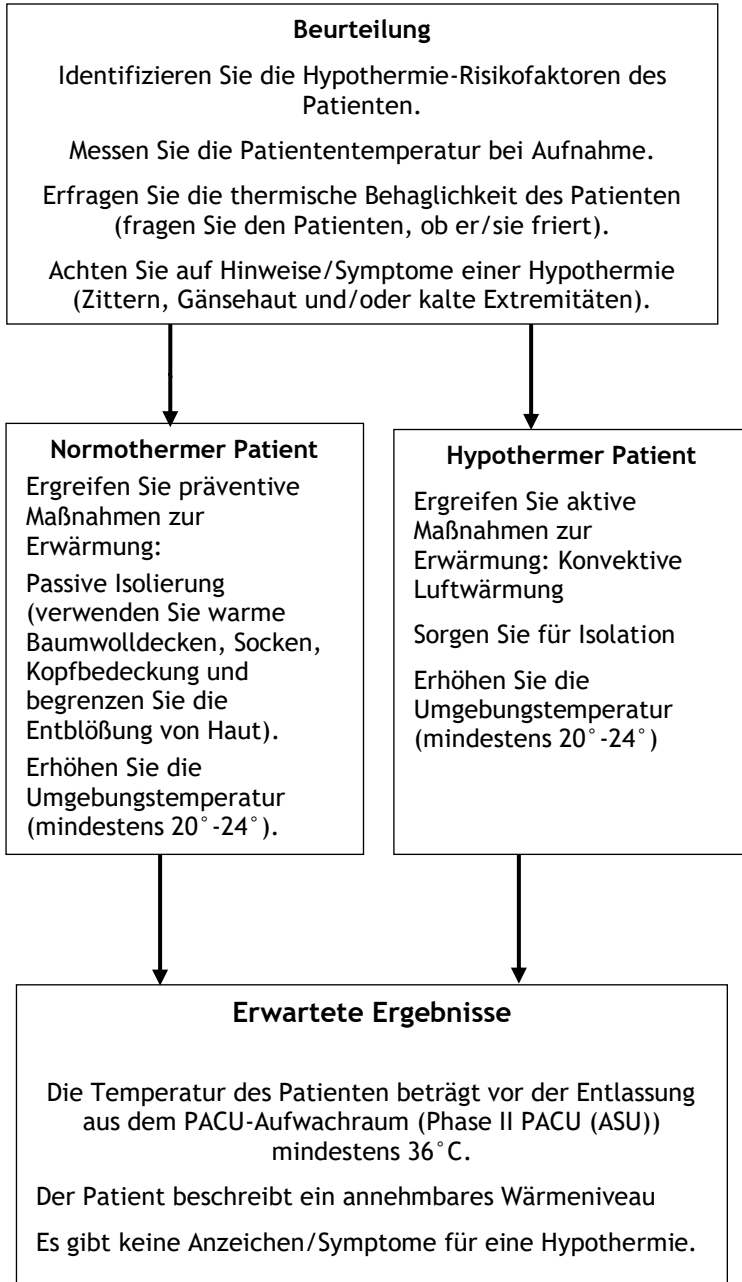 Beurteilung
Identifizieren Sie die Hypothermie-Risikofaktoren des
Patienten.
Messen Sie die Patiententemperatur bei Aufnahme.
Erfragen Sie die thermische Behaglichkeit des Patienten
(fragen Sie den Patienten, ob er/sie friert).
Achten Sie auf Hinweise/Symptome einer Hypothermie
(Zittern, Gänsehaut und/oder kalte Extremitäten).
Normothermer Patient
Ergreifen Sie präventive
Maßnahmen zur
Erwärmung:
Passive Isolierung
(verwenden Sie warme
Baumwolldecken, Socken,
Kopfbedeckung und
begrenzen Sie die
Entblößung von Haut).
Erhöhen Sie die
Umgebungstemperatur
(mindestens 20°-24°).
Hypothermer Patient
Ergreifen Sie aktive
Maßnahmen zur
Erwärmung: Konvektive
Luftwärmung
Sorgen Sie für Isolation
Erhöhen Sie die
Umgebungstemperatur
(mindestens 20°-24°)
Erwartete Ergebnisse
Die Temperatur des Patienten beträgt vor der Entlassung
aus dem PACU-Aufwachraum (Phase II PACU (ASU))
mindestens 36°C.
Der Patient beschreibt ein annehmbares Wärmeniveau
Es gibt keine Anzeichen/Symptome für eine Hypothermie.